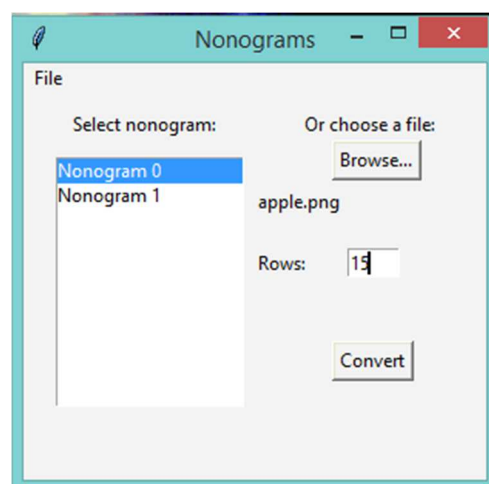 Nonograms
File
Select nonogram:
Or choose a file:
Browse...
Nonogram 0
Nonogram 1
apple.png
Rows:
15
Convert